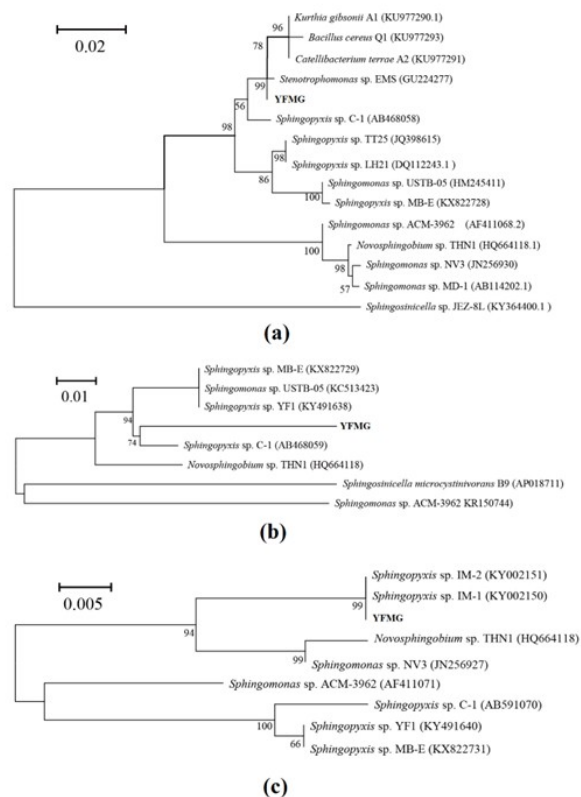 (a)
0.02
Kurthia gibsonii A1 (KU977290.1)
96
Bacillus cereus Q1 (KU977293)
78
Catellibacterium terrae A2 (KU977291)
Stenotrophomonas sp. EMS (GU224277)
99
YFMG
56
Sphingopyxis sp. C-1 (AB468058)
98
Sphingopyxis sp. TT25 (JQ398615)
98
Sphingopyxis sp. LH21 (DQ112243.1 )
86
Sphingomonas sp. USTB-05 (HM245411)
100
Sphingopyxis sp. MB-E (KX822728)
Sphingomonas sp. ACM-3962 (AF411068.2)
100
Novosphingobium sp. THN1 (HQ664118.1)
98
Sphingomonas sp. NV3 (JN256930)
57
Sphingomonas sp. MD-1 (AB114202.1)
Sphingosinicella sp. JEZ-8L (KY364400.1 )
(a)
0.01
Sphingopyxis sp. MB-E (KX822729)
Sphingomonas sp. USTB-05 (KC513423)
Sphingopyxis sp. YF1 (KY491638)
94
YFMG
74
Sphingopyxis sp. C-1 (AB468059)
Novosphingobium sp. THN1 (HQ664118)
Sphingosinicella microcystinivorans B9 (AP018711)
Sphingomonas sp. ACM-3962 KR150744)
(b)
0.005
Sphingopyxis sp. IM-2 (KY002151)
Sphingopyxis sp. IM-1 (KY002150)
99
YFMG
94
Novosphingobium sp. THN1 (HQ664118)
99
Sphingomonas sp. NV3 (JN256927)
Sphingomonas sp. ACM-3962 (AF411071)
Sphingopyxis sp. C-1 (AB591070)
100
Sphingopyxis sp. YF1 (KY491640)
66
Sphingopyxis sp. MB-E (KX822731)
(c)